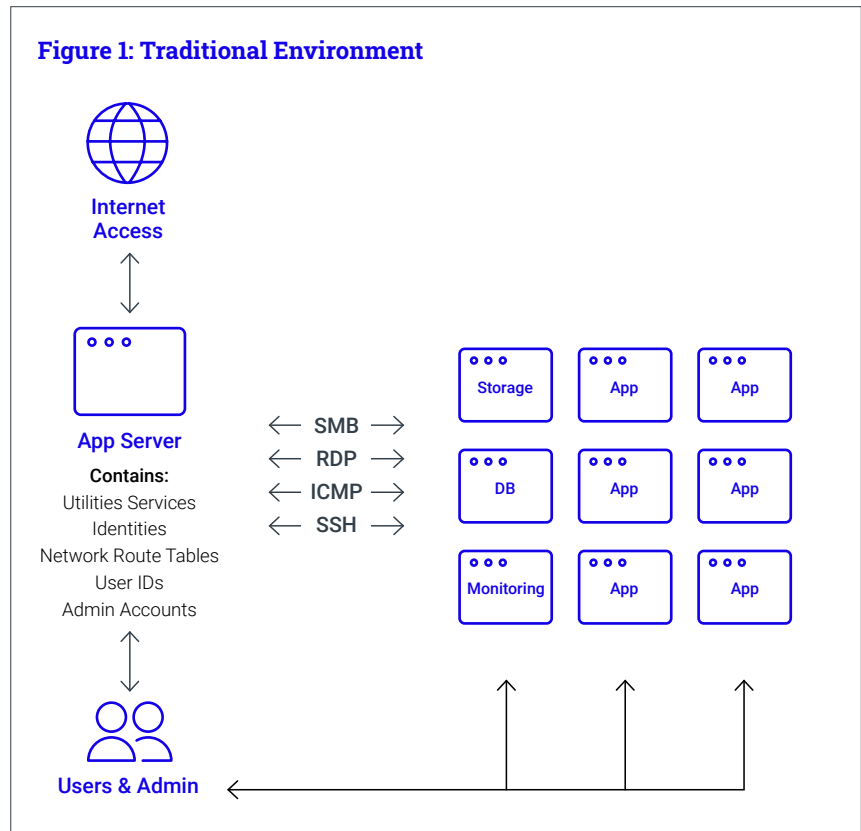 Figure 1: Traditional Environment
Internet
Access
App Server
Contains:
Utilities Services
Identities
Network Route Tables
User IDs
Admin Accounts
Users & Admin
SMB
RDP
ICMP
SSH
Storage
App
App
DB
App
App
Monitoring
App
App